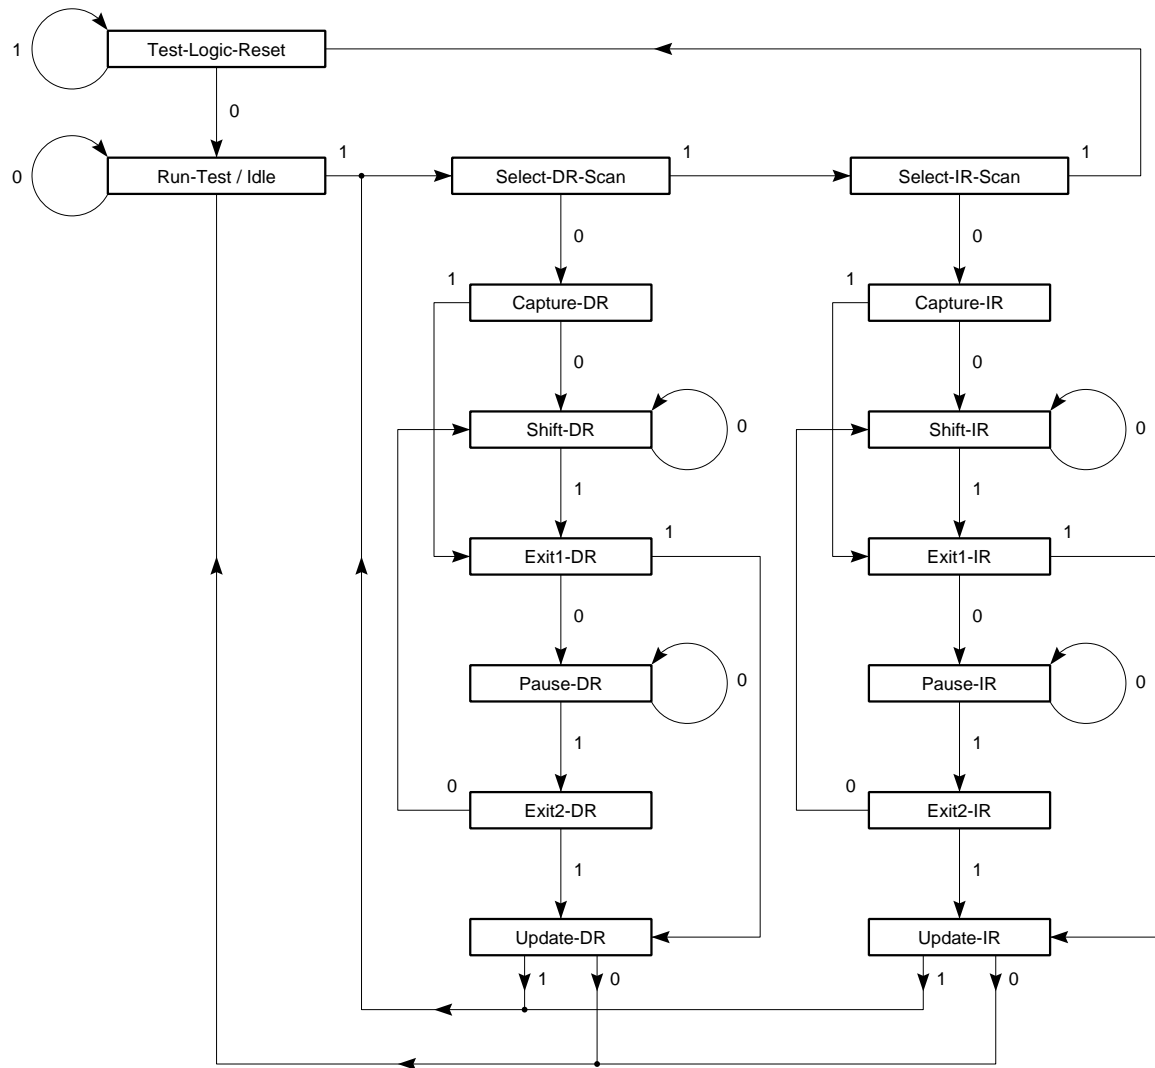 1
Test-Logic-Reset
0
0
Run-Test / Idle
1
Select-DR-Scan
1
Select-IR-Scan
1
0
0
1
Capture-DR
1
Capture-IR
0
0
Shift-DR
0
Shift-IR
0
1
1
Exit1-DR
1
Exit1-IR
1
0
0
Pause-DR
0
Pause-IR
0
1
1
0
Exit2-DR
0
Exit2-IR
1
1
Update-DR
Update-IR
1
0
1
0